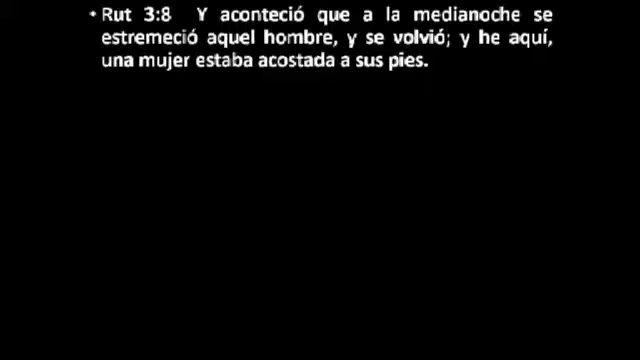 • Rut 3:8 Y aconteció que a la medianoche se
estremeció aquel hombre, y se volvió; y he aquí,
una mujer estaba acostada a sus pies.